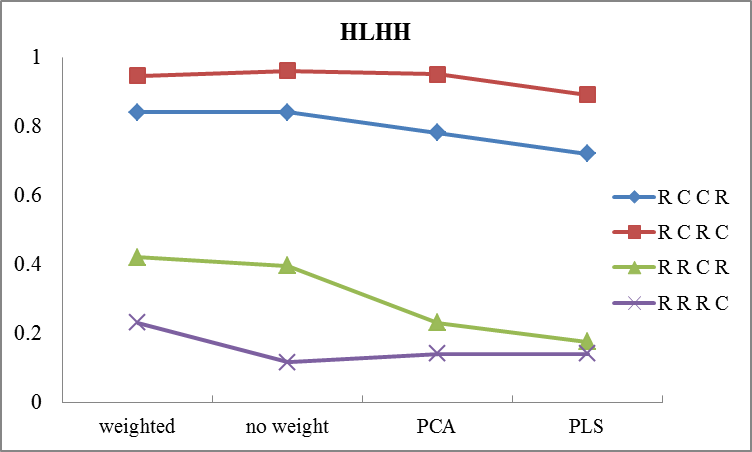 HLHH
1
0.8
0.6
0.4
0.2
0
weighted no weight PCA PLS
R C C R
R C R C
R R C R
R R R C